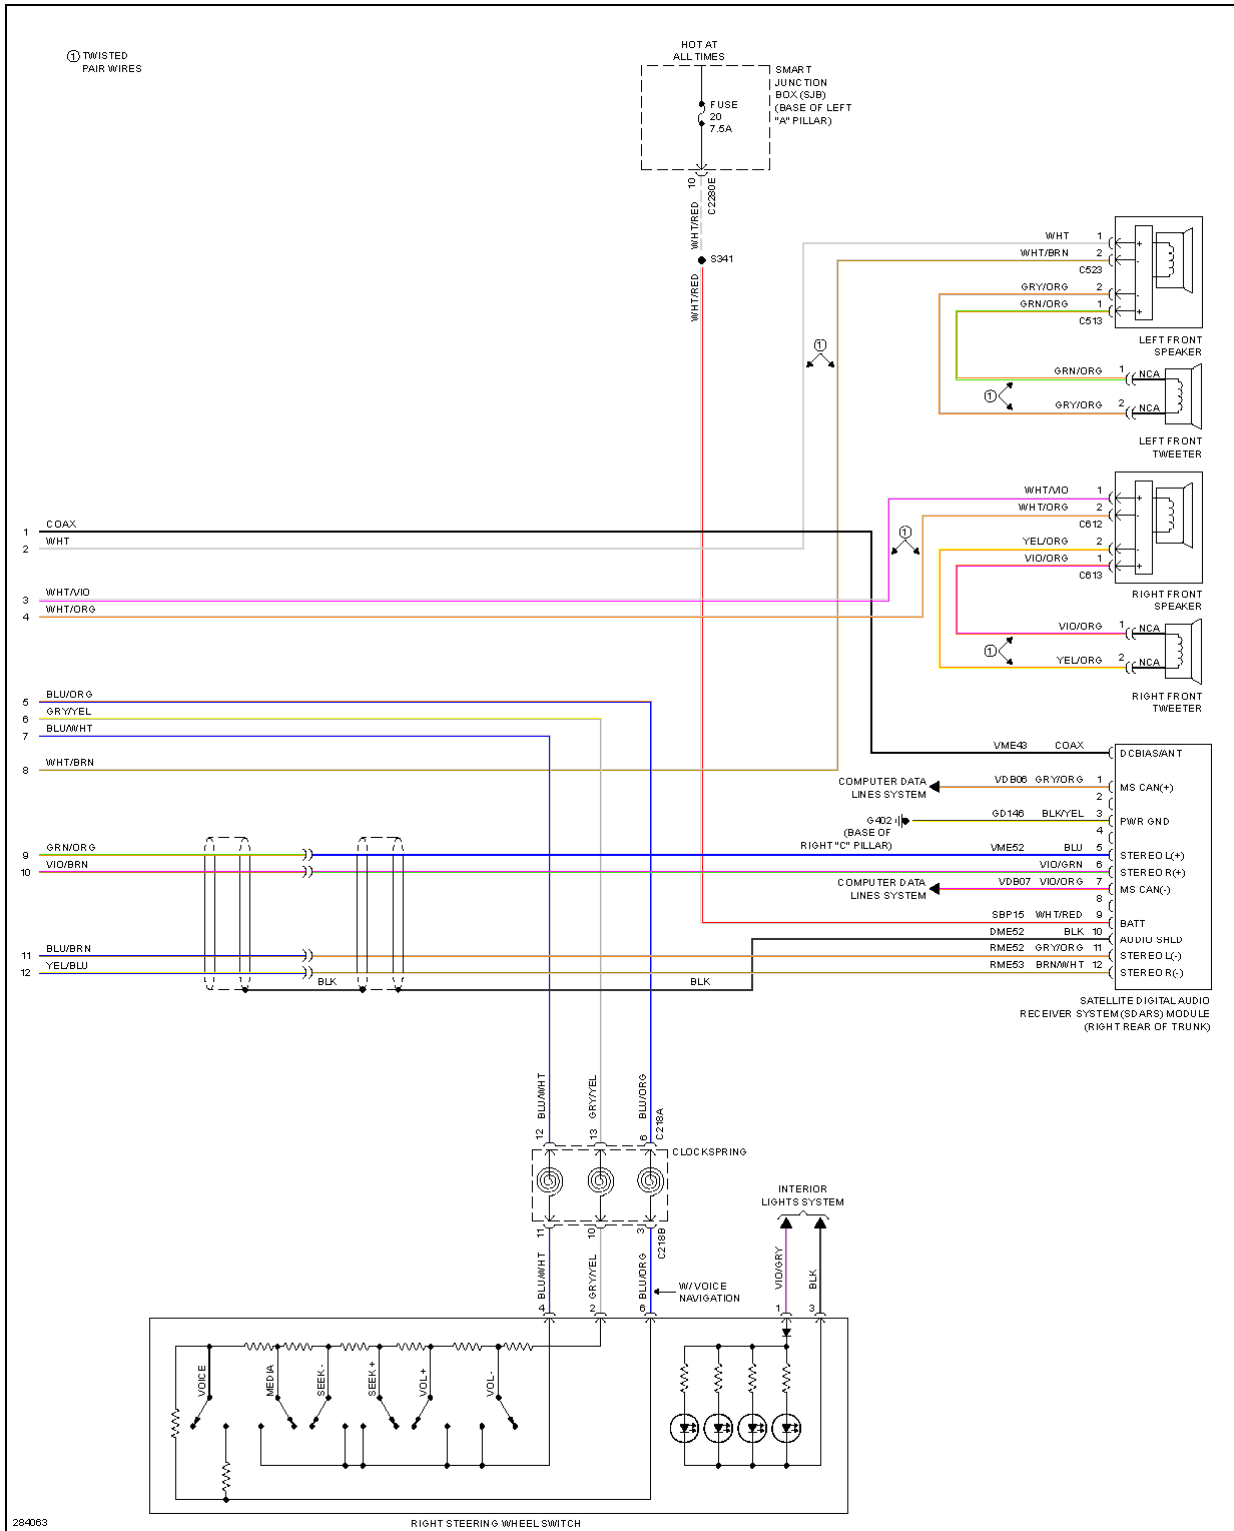 1 TWISTED
PAIR WIRES
HOT AT
ALL TIMES
SMART
JUNCTION
BOX (SJB)
(BASE OF LEFT
"A" PILLAR)
FUSE
20
7.5A
10
C2280E
WHT/RED
S341
WHT/RED
WHT 1
WHT/BRN 2
C523
GRY/ORG 2
GRN/ORG 1
C513
+
-
-
+
LEFT FRONT
SPEAKER
1
GRN/ORG 1 NCA
1
GRY/ORG 2 NCA
LEFT FRONT
TWEETER
WHT/VIO 1
WHT/ORG 2
C612
YEL/ORG 2
VIO/ORG 1
C613
+
-
-
+
RIGHT FRONT
SPEAKER
1
VIO/ORG 1 NCA
1
YEL/ORG 2 NCA
RIGHT FRONT
TWEETER
1 COAX
2 WHT
3 WHT/VIO
4 WHT/ORG
5 BLU/ORG
6 GRY/YEL
7 BLU/WHT
8 WHT/BRN
9 GRN/ORG
10 VIO/BRN
11 BLU/BRN
12 YEL/BLU
BLK
BLK
VME43 COAX DCBIAS/ANT
COMPUTER DATA
LINES SYSTEM
VDB06 GRY/ORG 1 MS CAN(+)
2
G402
(BASE OF
RIGHT "C" PILLAR)
GD146 BLK/YEL 3 PWR GND
4
VME52 BLU 5 STEREO L(+)
VIO/GRN 6 STEREO R(+)
COMPUTER DATA
LINES SYSTEM
VDB07 VIO/ORG 7 MS CAN(-)
8
SBP15 WHT/RED 9 BATT
DME52 BLK 10 AUDIO SHLD
RME52 GRY/ORG 11 STEREO L(-)
RME53 BRN/WHT 12 STEREO R(-)
SATELLITE DIGITAL AUDIO
RECEIVER SYSTEM (SDARS) MODULE
(RIGHT REAR OF TRUNK)
BLU/WHT
GRY/YEL
BLU/ORG
12
13
6
C218A
CLOCKSPRING
11
10
3
C218B
BLU/WHT
GRY/YEL
BLU/ORG
W/ VOICE
NAVIGATION
INTERIOR
LIGHTS SYSTEM
VIO/GRY
BLK
4
2
6
1
3
VOICE
MEDIA
SEEK-
SEEK+
VOL+
VOL-
RIGHT STEERING WHEEL SWITCH
284063